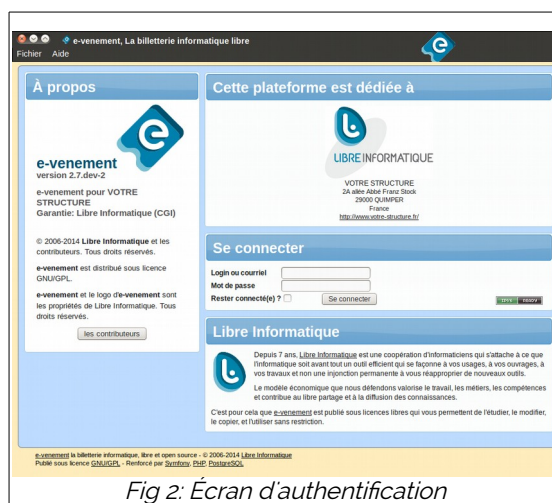 e-venement, La billetterie informatique libre
Fichier Aide
À propos
e-venement
version 2.7.dev-2
e-venement pour VOTRE
STRUCTURE
Garantie: Libre Informatique (CGI)
© 2006-2014 Libre Informatique et les
contributeurs. Tous droits réservés.
e-venement est distribué sous licence
GNU/GPL.
e-venement et le logo d'e-venement sont
les propriétés de Libre Informatique. Tous
droits réservés.
les contributeurs
Cette plateforme est dédiée à
LIBRE INFORMATIQUE
VOTRE STRUCTURE
2A allée Abbé Franz Stock
29000 QUIMPER
France
http://www.votre-structure.fr/
Se connecter
Login ou courriel
Mot de passe
Rester connecté(e) ? Se connecter
Libre Informatique
Depuis 7 ans, Libre Informatique est une coopération d'informaticiens qui s'attache à ce que
l'informatique soit avant tout un outil efficient qui se façonne à vos usages, à vos ouvrages, à
vos travaux et non une injonction permanente à vous réapproprier de nouveaux outils.
Le modèle économique que nous défendons valorise le travail, les métiers, les compétences
et contribue au libre partage et à la diffusion des connaissances.
C'est pour cela que e-venement est publié sous licences libres qui vous permettent de l'étudier, le modifier,
le copier, et l'utiliser sans restriction.
e-venement la billetterie informatique, libre et open source - © 2006-2014 Libre Informatique
Publié sous licence GNU/GPL - Renforcé par Symfony, PHP, PostgreSQL
Fig 2: Écran d'authentification